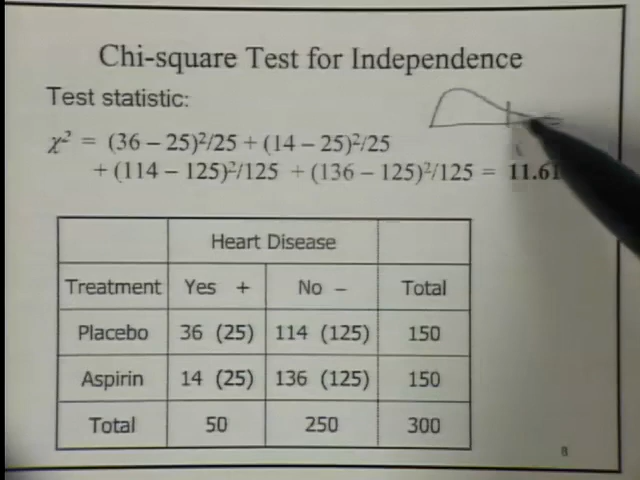 Chi-square Test for Independence
Test statistic:
χ² = (36 – 25)²/25 + (14 – 25)²/25
+ (114 – 125)²/125 + (136 – 125)²/125 = 11.61
Heart Disease
Treatment Yes + No – Total
Placebo 36 (25) 114 (125) 150
Aspirin 14 (25) 136 (125) 150
Total 50 250 300
8